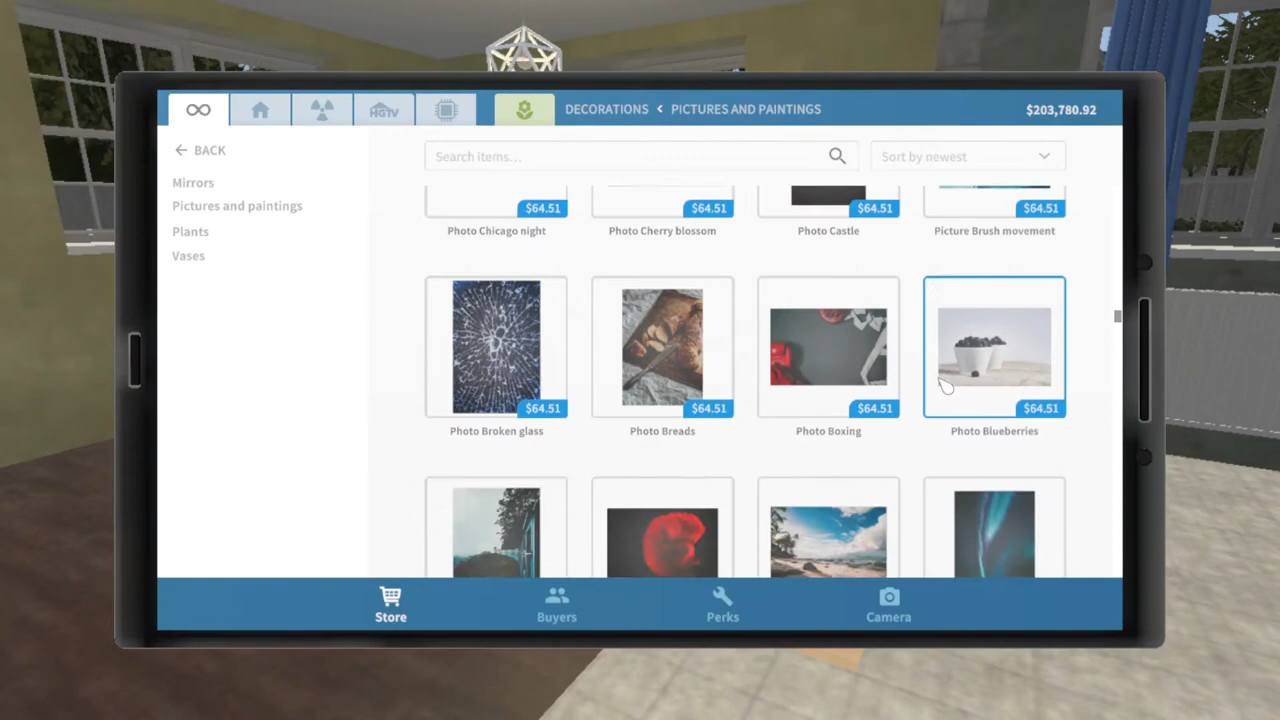 HGTV
DECORATIONS < PICTURES AND PAINTINGS
$203,780.92
BACK
Mirrors
Pictures and paintings
Plants
Vases
Search items...
Sort by newest
$64.51
$64.51
$64.51
$64.51
Photo Chicago night
Photo Cherry blossom
Photo Castle
Picture Brush movement
$64.51
$64.51
$64.51
$64.51
Photo Broken glass
Photo Breads
Photo Boxing
Photo Blueberries
Store
Buyers
Perks
Camera